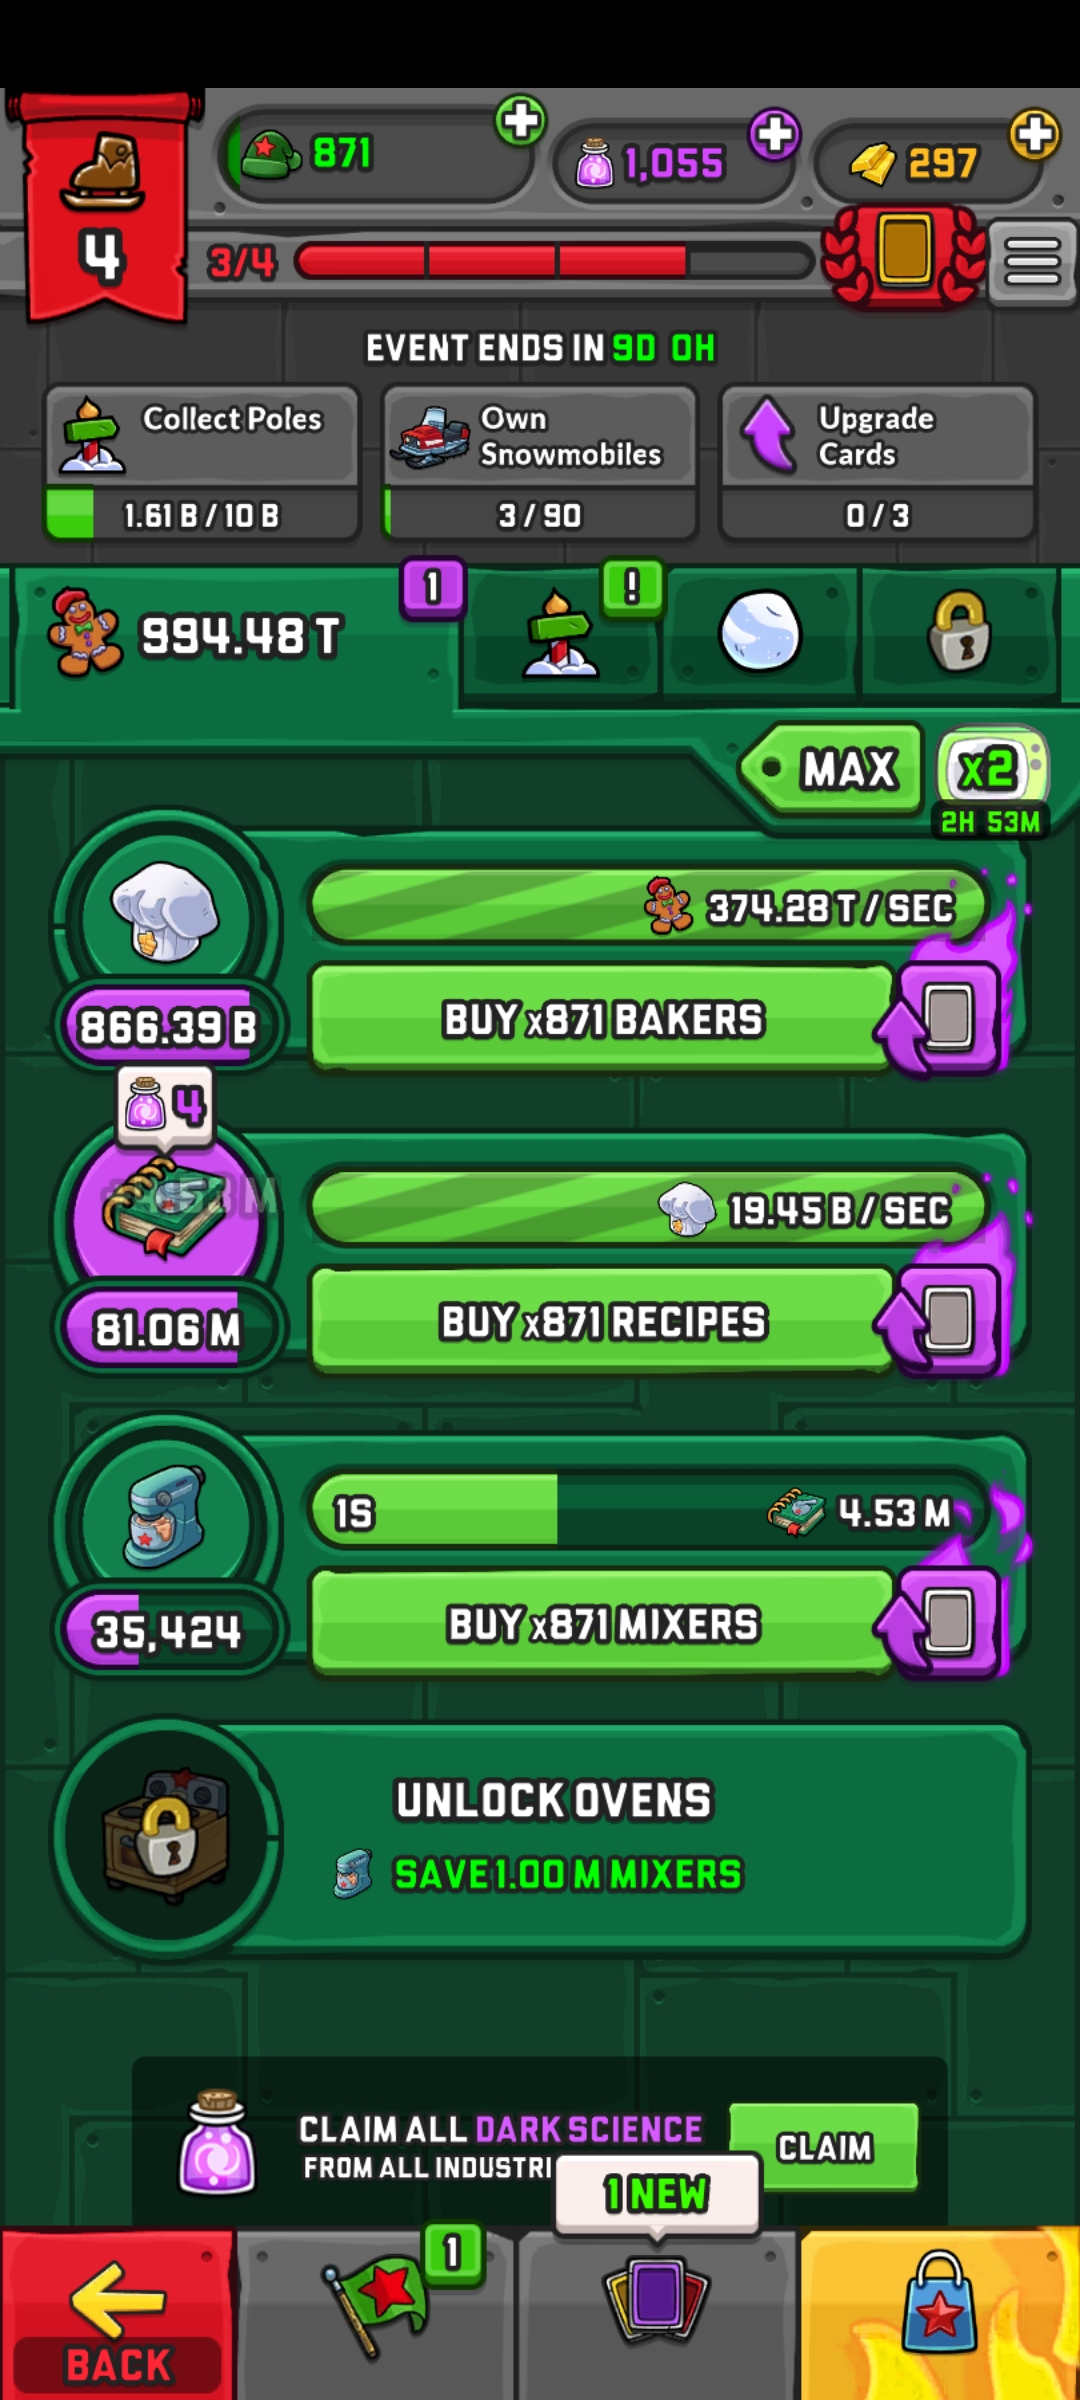 871
1,055
297
4
3/4
EVENT ENDS IN 9D 0H
Collect Poles
1.61 B / 10 B
Own
Snowmobiles
3 / 90
Upgrade
Cards
0 / 3
994.48 T
1
!
MAX
x2
2H 53M
374.28 T / SEC
866.39 B
BUY x871 BAKERS
4
19.45 B / SEC
81.06 M
BUY x871 RECIPES
1S
4.53 M
35,424
BUY x871 MIXERS
UNLOCK OVENS
SAVE 1.00 M MIXERS
CLAIM ALL DARK SCIENCE
FROM ALL INDUSTRI
CLAIM
1 NEW
1
BACK